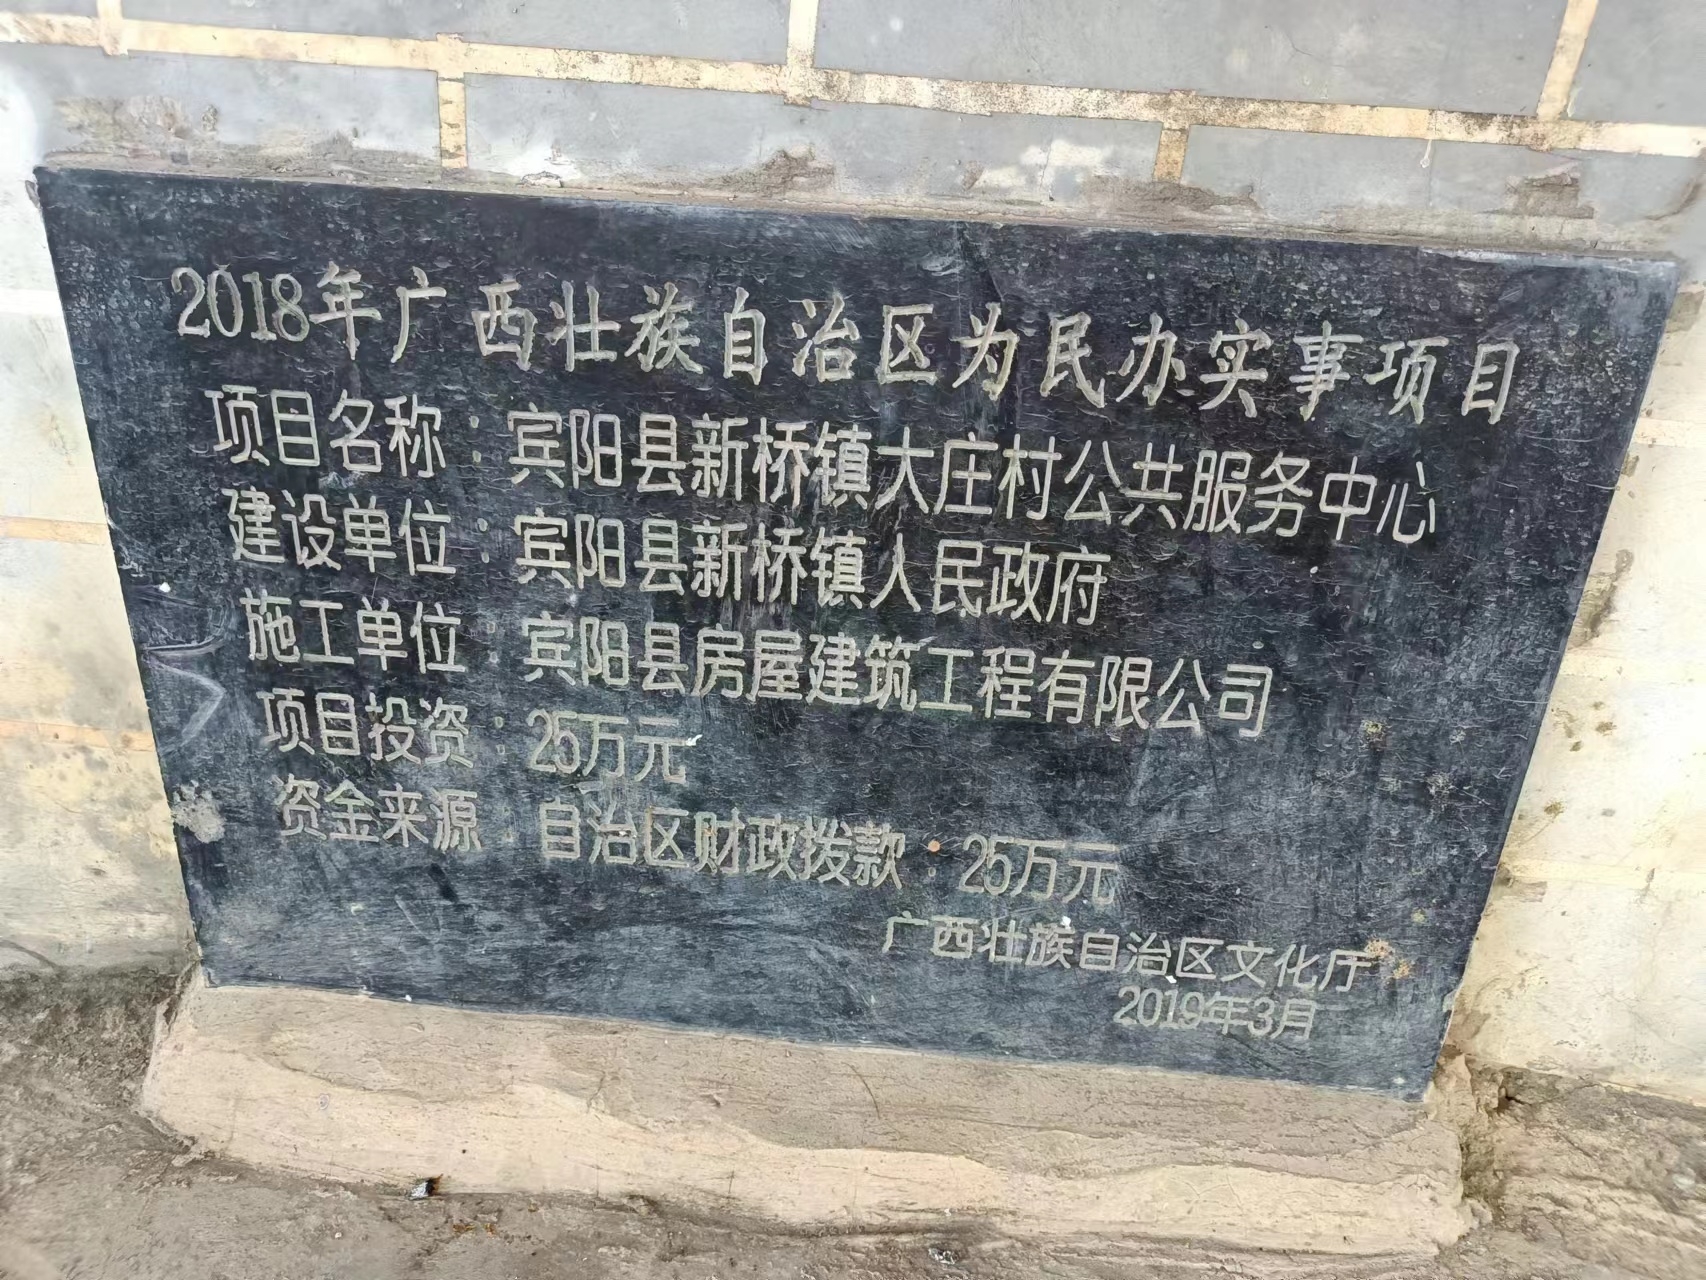 2018年广西壮族自治区为民办实事项目
项目名称：宾阳县新桥镇大庄村公共服务中心
建设单位：宾阳县新桥镇人民政府
施工单位：宾阳县房屋建筑工程有限公司
项目投资：25万元
资金来源：自治区财政拨款：25万元
广西壮族自治区文化厅
2019年3月